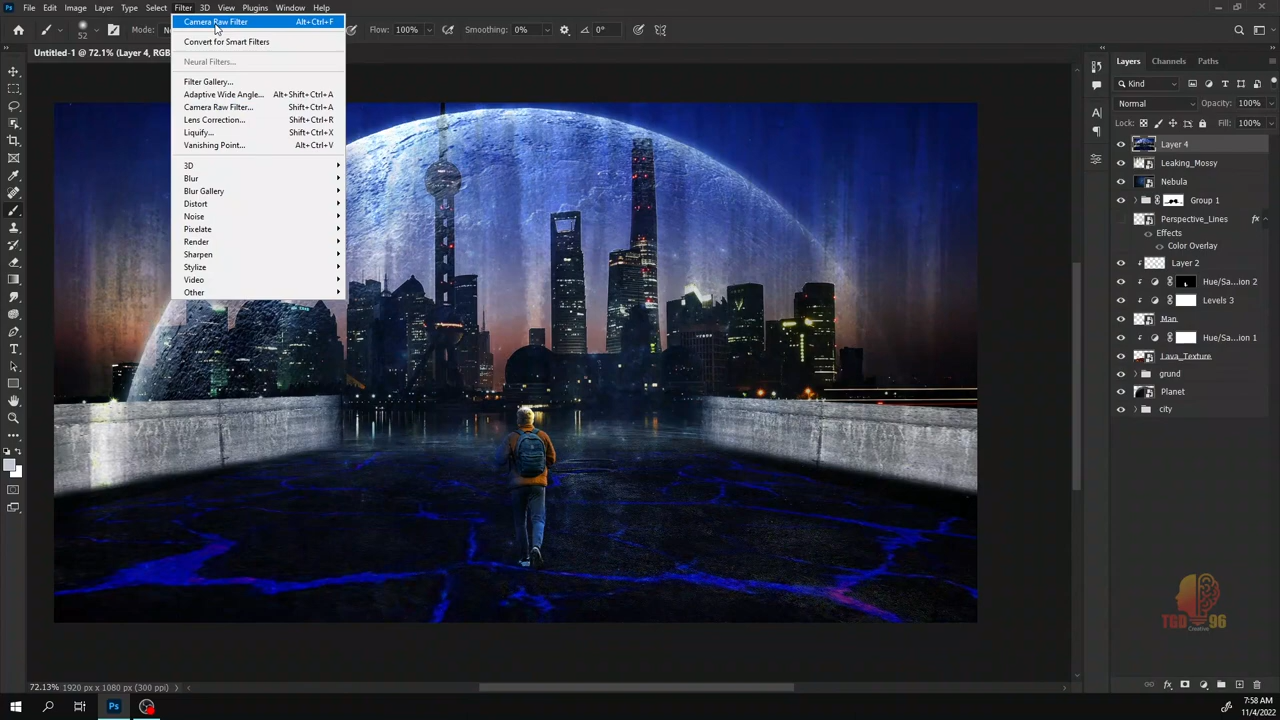 File Edit Image Layer Type Select Filter 3D View Plugins Window Help
52 Mode: Flow: 100% Smoothing: 0% 0°
Untitled-1 @ 72.1% (Layer 4, RGB
Camera Raw Filter Alt+Ctrl+F
Convert for Smart Filters
Neural Filters...
Filter Gallery...
Adaptive Wide Angle... Alt+Shift+Ctrl+A
Camera Raw Filter... Shift+Ctrl+A
Lens Correction... Shift+Ctrl+R
Liquify... Shift+Ctrl+X
Vanishing Point... Alt+Ctrl+V
3D
Blur
Blur Gallery
Distort
Noise
Pixelate
Render
Sharpen
Stylize
Video
Other
Layers Channels Paths
Kind
Normal Opacity: 100%
Lock: Fill: 100%
Layer 4
Leaking_Mossy
Nebula
Group 1
Perspective_Lines fx
Effects
Color Overlay
Layer 2
Hue/Sa...ion 2
Levels 3
Man
Hue/Sa...ion 1
Lava_Texture
grund
Planet
city
TGD 96
Creative
72.13% 1920 px x 1080 px (300 ppi)
Ps
7:58 AM
11/4/2022